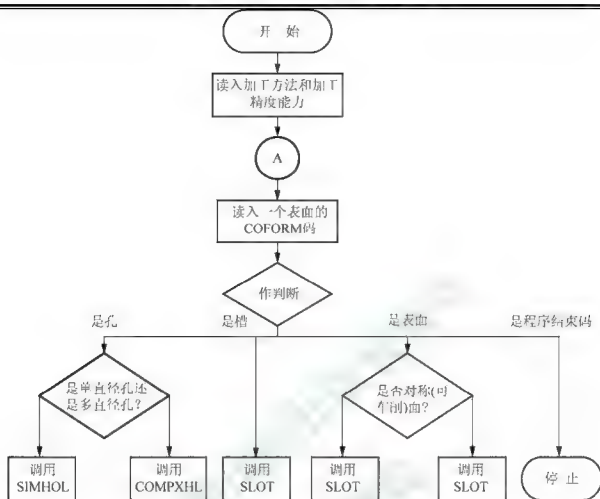 开 始
读入加工方法和加工
精度能力
A
读入一个表面的
COFORM码
作判断
是孔
是槽
是表面
是程序结束码
是单直径孔还
是多直径孔?
是否对称(可
车削)面?
调用
SIMHOL
调用
COMPXHL
调用
SLOT
调用
SLOT
调用
SLOT
停 止